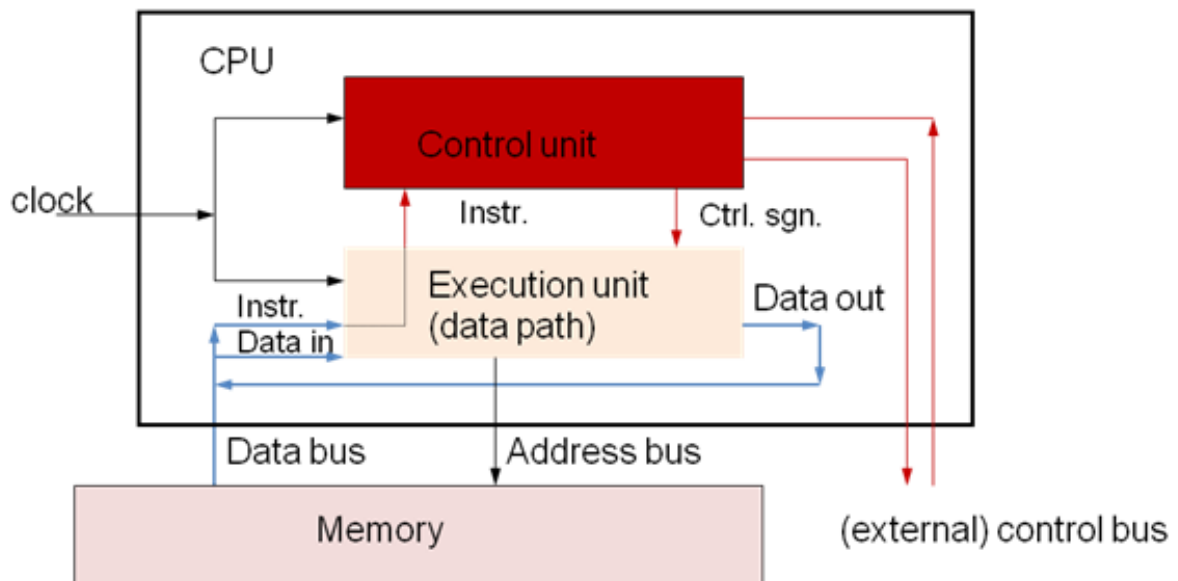 CPU
Control unit
clock
Instr.
Ctrl. sgn.
Execution unit
(data path)
Data out
Instr.
Data in
Data bus
Address bus
Memory
(external) control bus